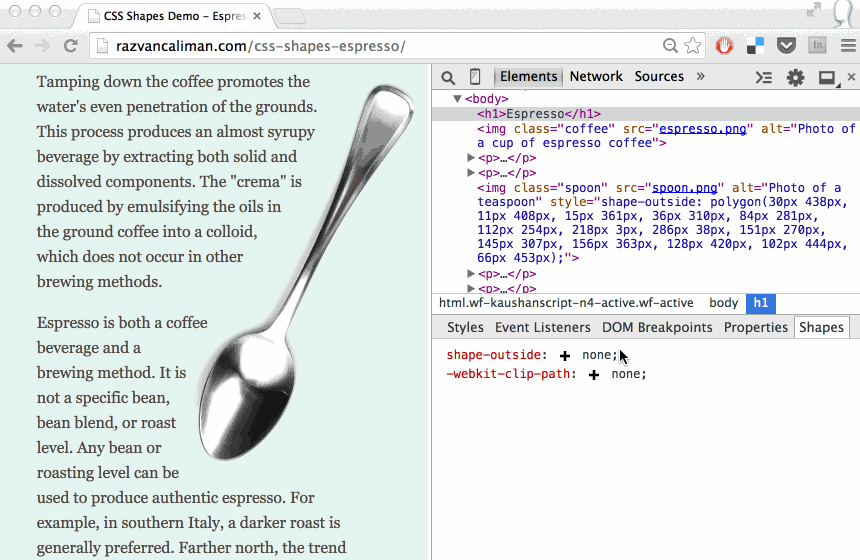 CSS Shapes Demo – Espres
razvancaliman.com/css-shapes-espresso/
Tamping down the coffee promotes the
water's even penetration of the grounds.
This process produces an almost syrupy
beverage by extracting both solid and
dissolved components. The "crema" is
produced by emulsifying the oils in
the ground coffee into a colloid,
which does not occur in other
brewing methods.
Espresso is both a coffee
beverage and a
brewing method. It is
not a specific bean,
bean blend, or roast
level. Any bean or
roasting level can be
used to produce authentic espresso. For
example, in southern Italy, a darker roast is
generally preferred. Farther north, the trend
Elements Network Sources »
▼<body>
<h1>Espresso</h1>
<img class="coffee" src="espresso.png" alt="Photo of
a cup of espresso coffee">
▶<p>…</p>
▶<p>…</p>
<img class="spoon" src="spoon.png" alt="Photo of a
teaspoon" style="shape-outside: polygon(30px 438px,
11px 408px, 15px 361px, 36px 310px, 84px 281px,
112px 254px, 218px 3px, 286px 38px, 151px 270px,
145px 307px, 156px 363px, 128px 420px, 102px 444px,
66px 453px);">
▶<p>…</p>
▶<p>…</p>
html.wf-kaushanscript-n4-active.wf-active body h1
Styles Event Listeners DOM Breakpoints Properties Shapes
shape-outside: + none;
-webkit-clip-path: + none;